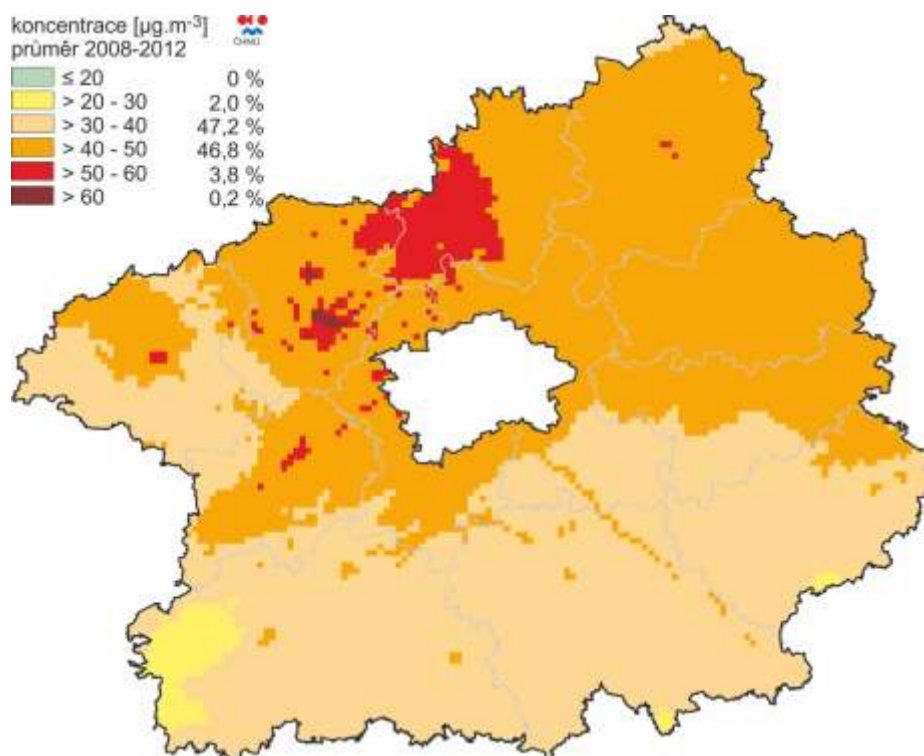 koncentrace [µg.m⁻³]
průměr 2008-2012
CHMÚ
≤ 20 0 %
> 20 - 30 2,0 %
> 30 - 40 47,2 %
> 40 - 50 46,8 %
> 50 - 60 3,8 %
> 60 0,2 %